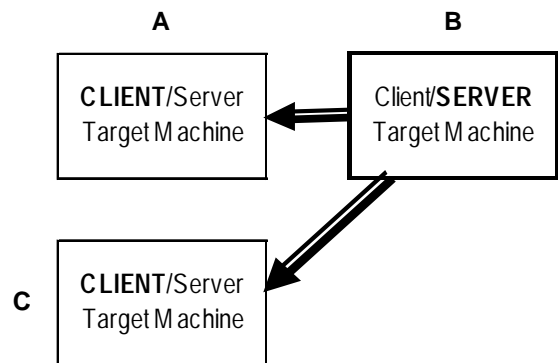 A
B
CLIENT/Server
Target Machine
Client/SERVER
Target Machine
C
CLIENT/Server
Target Machine